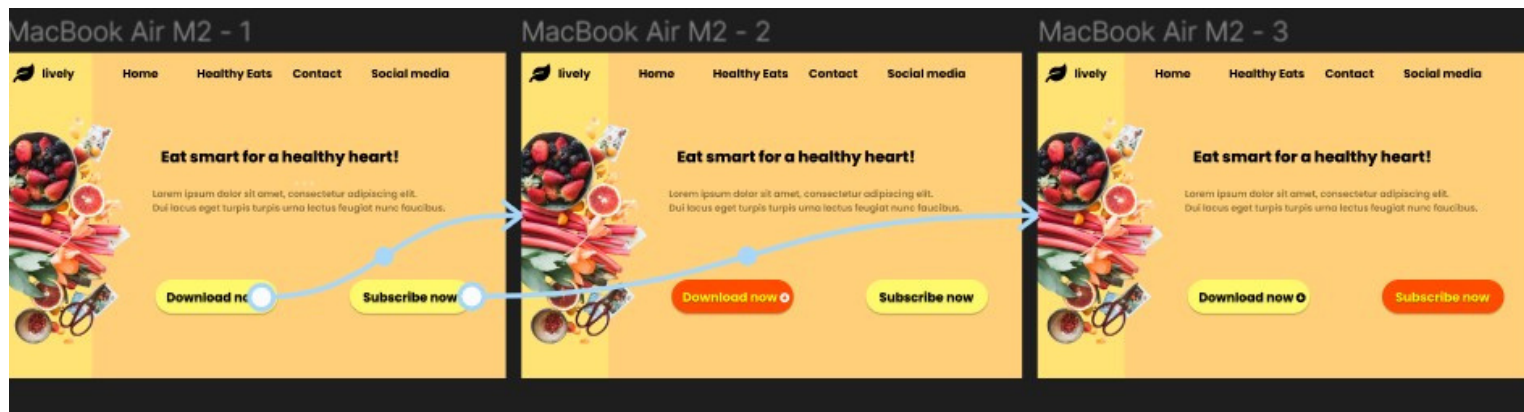 MacBook Air M2 - 1
lively Home Healthy Eats Contact Social media
Eat smart for a healthy heart!
Lorem ipsum dolor sit amet, consectetur adipiscing elit.
Dui lacus eget turpis turpis urna lectus feugiat nunc faucibus.
Download Subscribe now
MacBook Air M2 - 2
lively Home Healthy Eats Contact Social media
Eat smart for a healthy heart!
Lorem ipsum dolor sit amet, consectetur adipiscing elit.
Dui lacus eget turpis turpis urna lectus feugiat nunc faucibus.
Download now Subscribe now
MacBook Air M2 - 3
lively Home Healthy Eats Contact Social media
Eat smart for a healthy heart!
Lorem ipsum dolor sit amet, consectetur adipiscing elit.
Dui lacus eget turpis turpis urna lectus feugiat nunc faucibus.
Download now Subscribe now